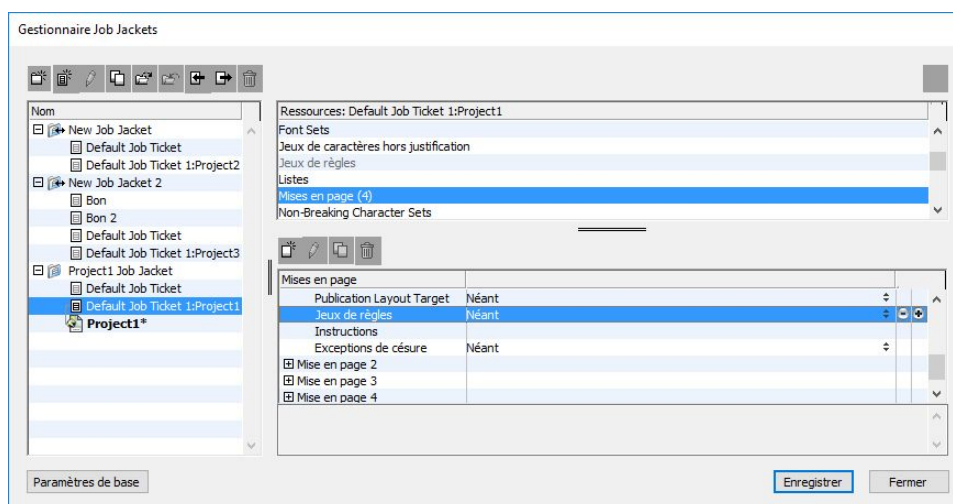 Gestionnaire Job Jackets
Nom
New Job Jacket
Default Job Ticket
Default Job Ticket 1:Project2
New Job Jacket 2
Bon
Bon 2
Default Job Ticket
Default Job Ticket 1:Project3
Project1 Job Jacket
Default Job Ticket
Default Job Ticket 1:Project1
Project1*
Ressources: Default Job Ticket 1:Project1
Font Sets
Jeux de caractères hors justification
Jeux de règles
Listes
Mises en page (4)
Non-Breaking Character Sets
Mises en page
Publication Layout Target Néant
Jeux de règles Néant
Instructions
Exceptions de césure Néant
Mise en page 2
Mise en page 3
Mise en page 4
Paramètres de base
Enregistrer
Fermer